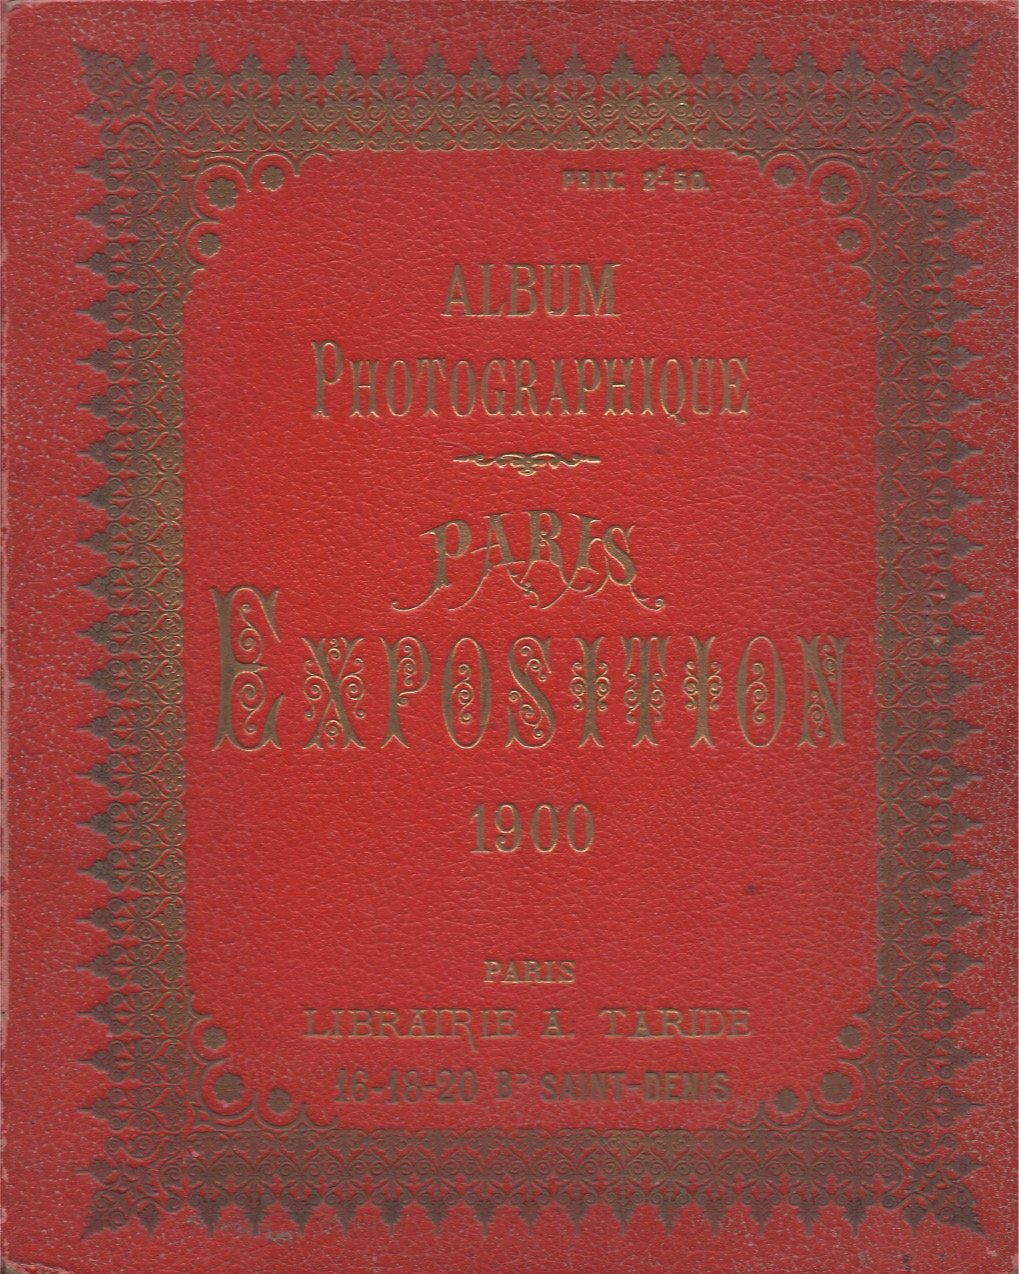 PRIX: 2f-50.
ALBUM
PHOTOGRAPHIQUE
PARIS
EXPOSITION
1900
PARIS
LIBRAIRIE A. TARIDE
16-18-20 BD SAINT-DENIS